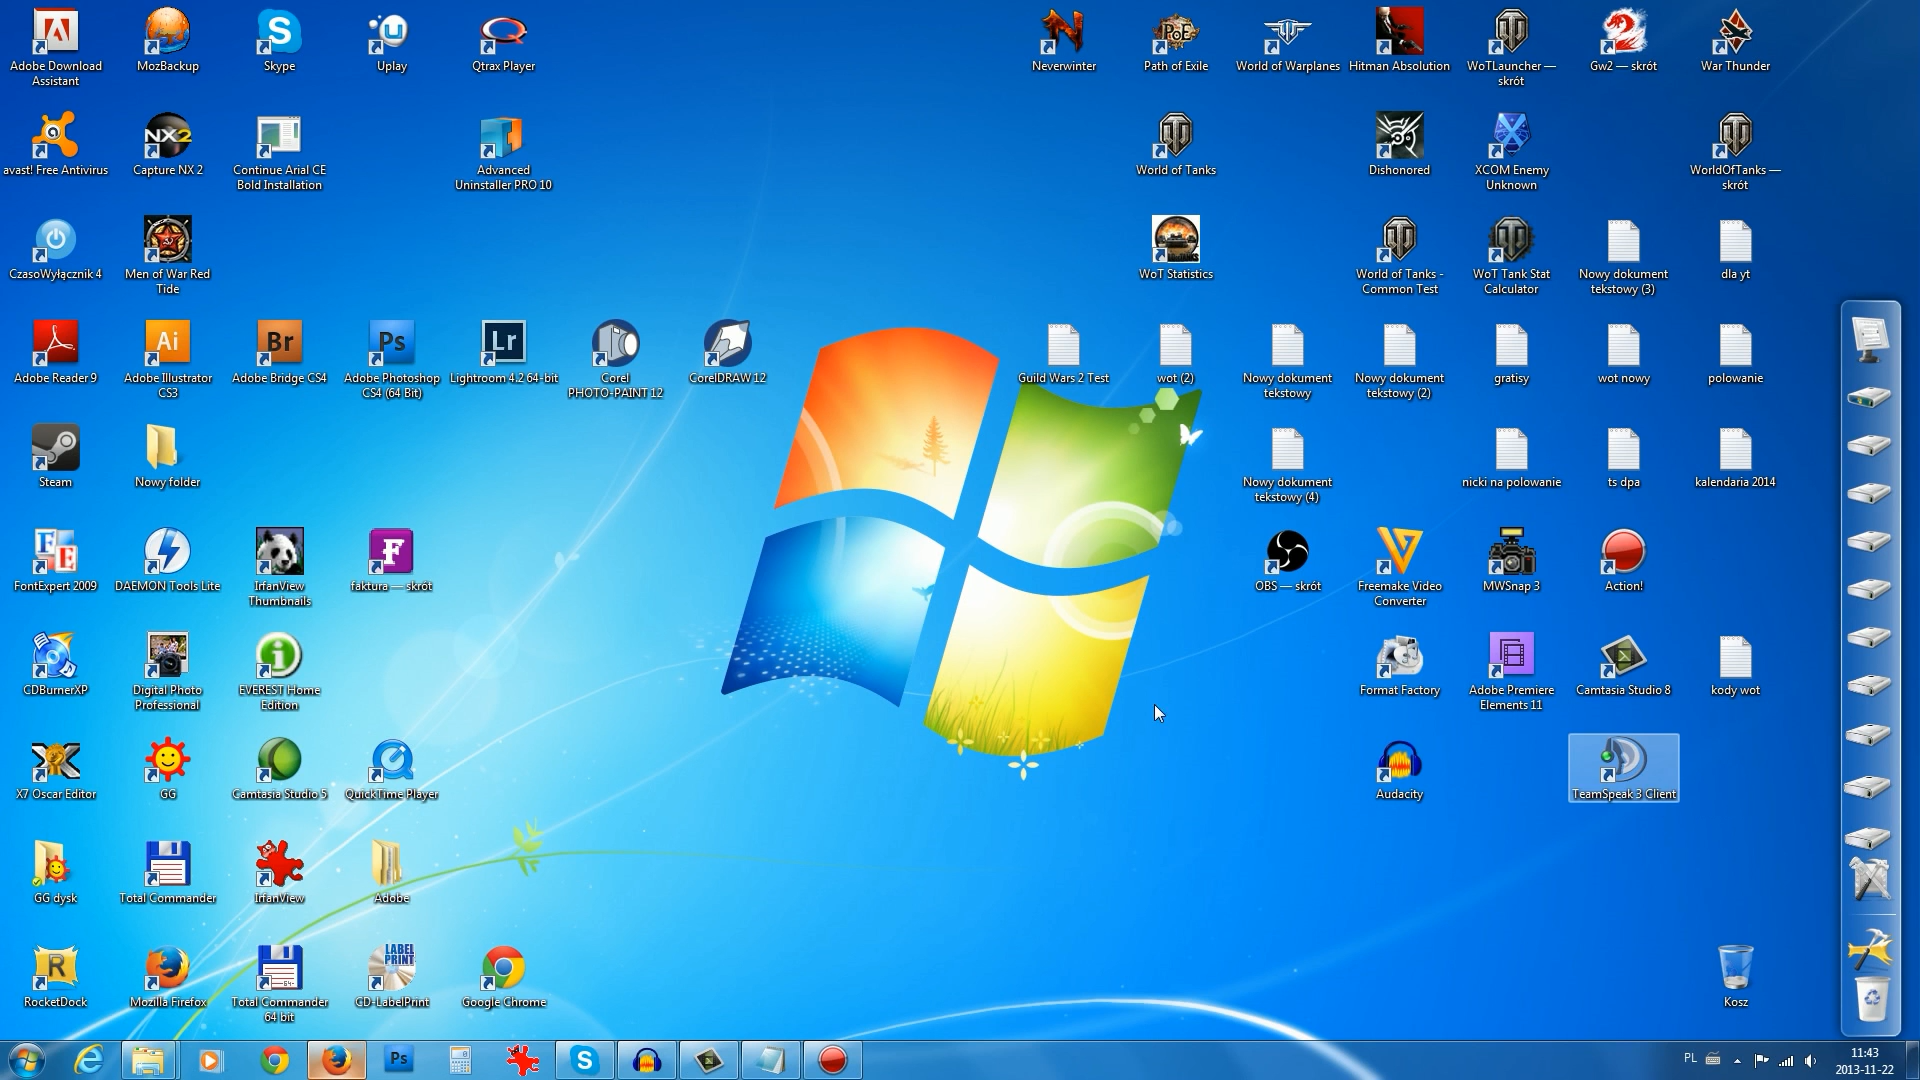 Adobe Download
Assistant
MozBackup
Skype
Uplay
Qtrax Player
Neverwinter
Path of Exile
World of Warplanes
Hitman Absolution
WoTLauncher —
skrót
Gw2 — skrót
War Thunder
avast! Free Antivirus
Capture NX 2
Continue Arial CE
Bold Installation
Advanced
Uninstaller PRO 10
World of Tanks
Dishonored
XCOM Enemy
Unknown
WorldOfTanks —
skrót
CzasoWyłącznik 4
Men of War Red
Tide
WoT Statistics
World of Tanks -
Common Test
WoT Tank Stat
Calculator
Nowy dokument
tekstowy (3)
dla yt
Adobe Reader 9
Adobe Illustrator
CS3
Adobe Bridge CS4
Adobe Photoshop
CS4 (64 Bit)
Lightroom 4.2 64-bit
Corel
PHOTO-PAINT 12
CorelDRAW 12
Guild Wars 2 Test
wot (2)
Nowy dokument
tekstowy
Nowy dokument
tekstowy (2)
gratisy
wot nowy
polowanie
Steam
Nowy folder
Nowy dokument
tekstowy (4)
nicki na polowanie
ts dpa
kalendaria 2014
FontExpert 2009
DAEMON Tools Lite
IrfanView
Thumbnails
faktura — skrót
OBS — skrót
Freemake Video
Converter
MWSnap 3
Action!
CDBurnerXP
Digital Photo
Professional
EVEREST Home
Edition
Format Factory
Adobe Premiere
Elements 11
Camtasia Studio 8
kody wot
X7 Oscar Editor
GG
Camtasia Studio 5
QuickTime Player
Audacity
TeamSpeak 3 Client
GG dysk
Total Commander
IrfanView
Adobe
RocketDock
Mozilla Firefox
Total Commander
64 bit
CD-LabelPrint
Google Chrome
Kosz
PL
11:43
2013-11-22